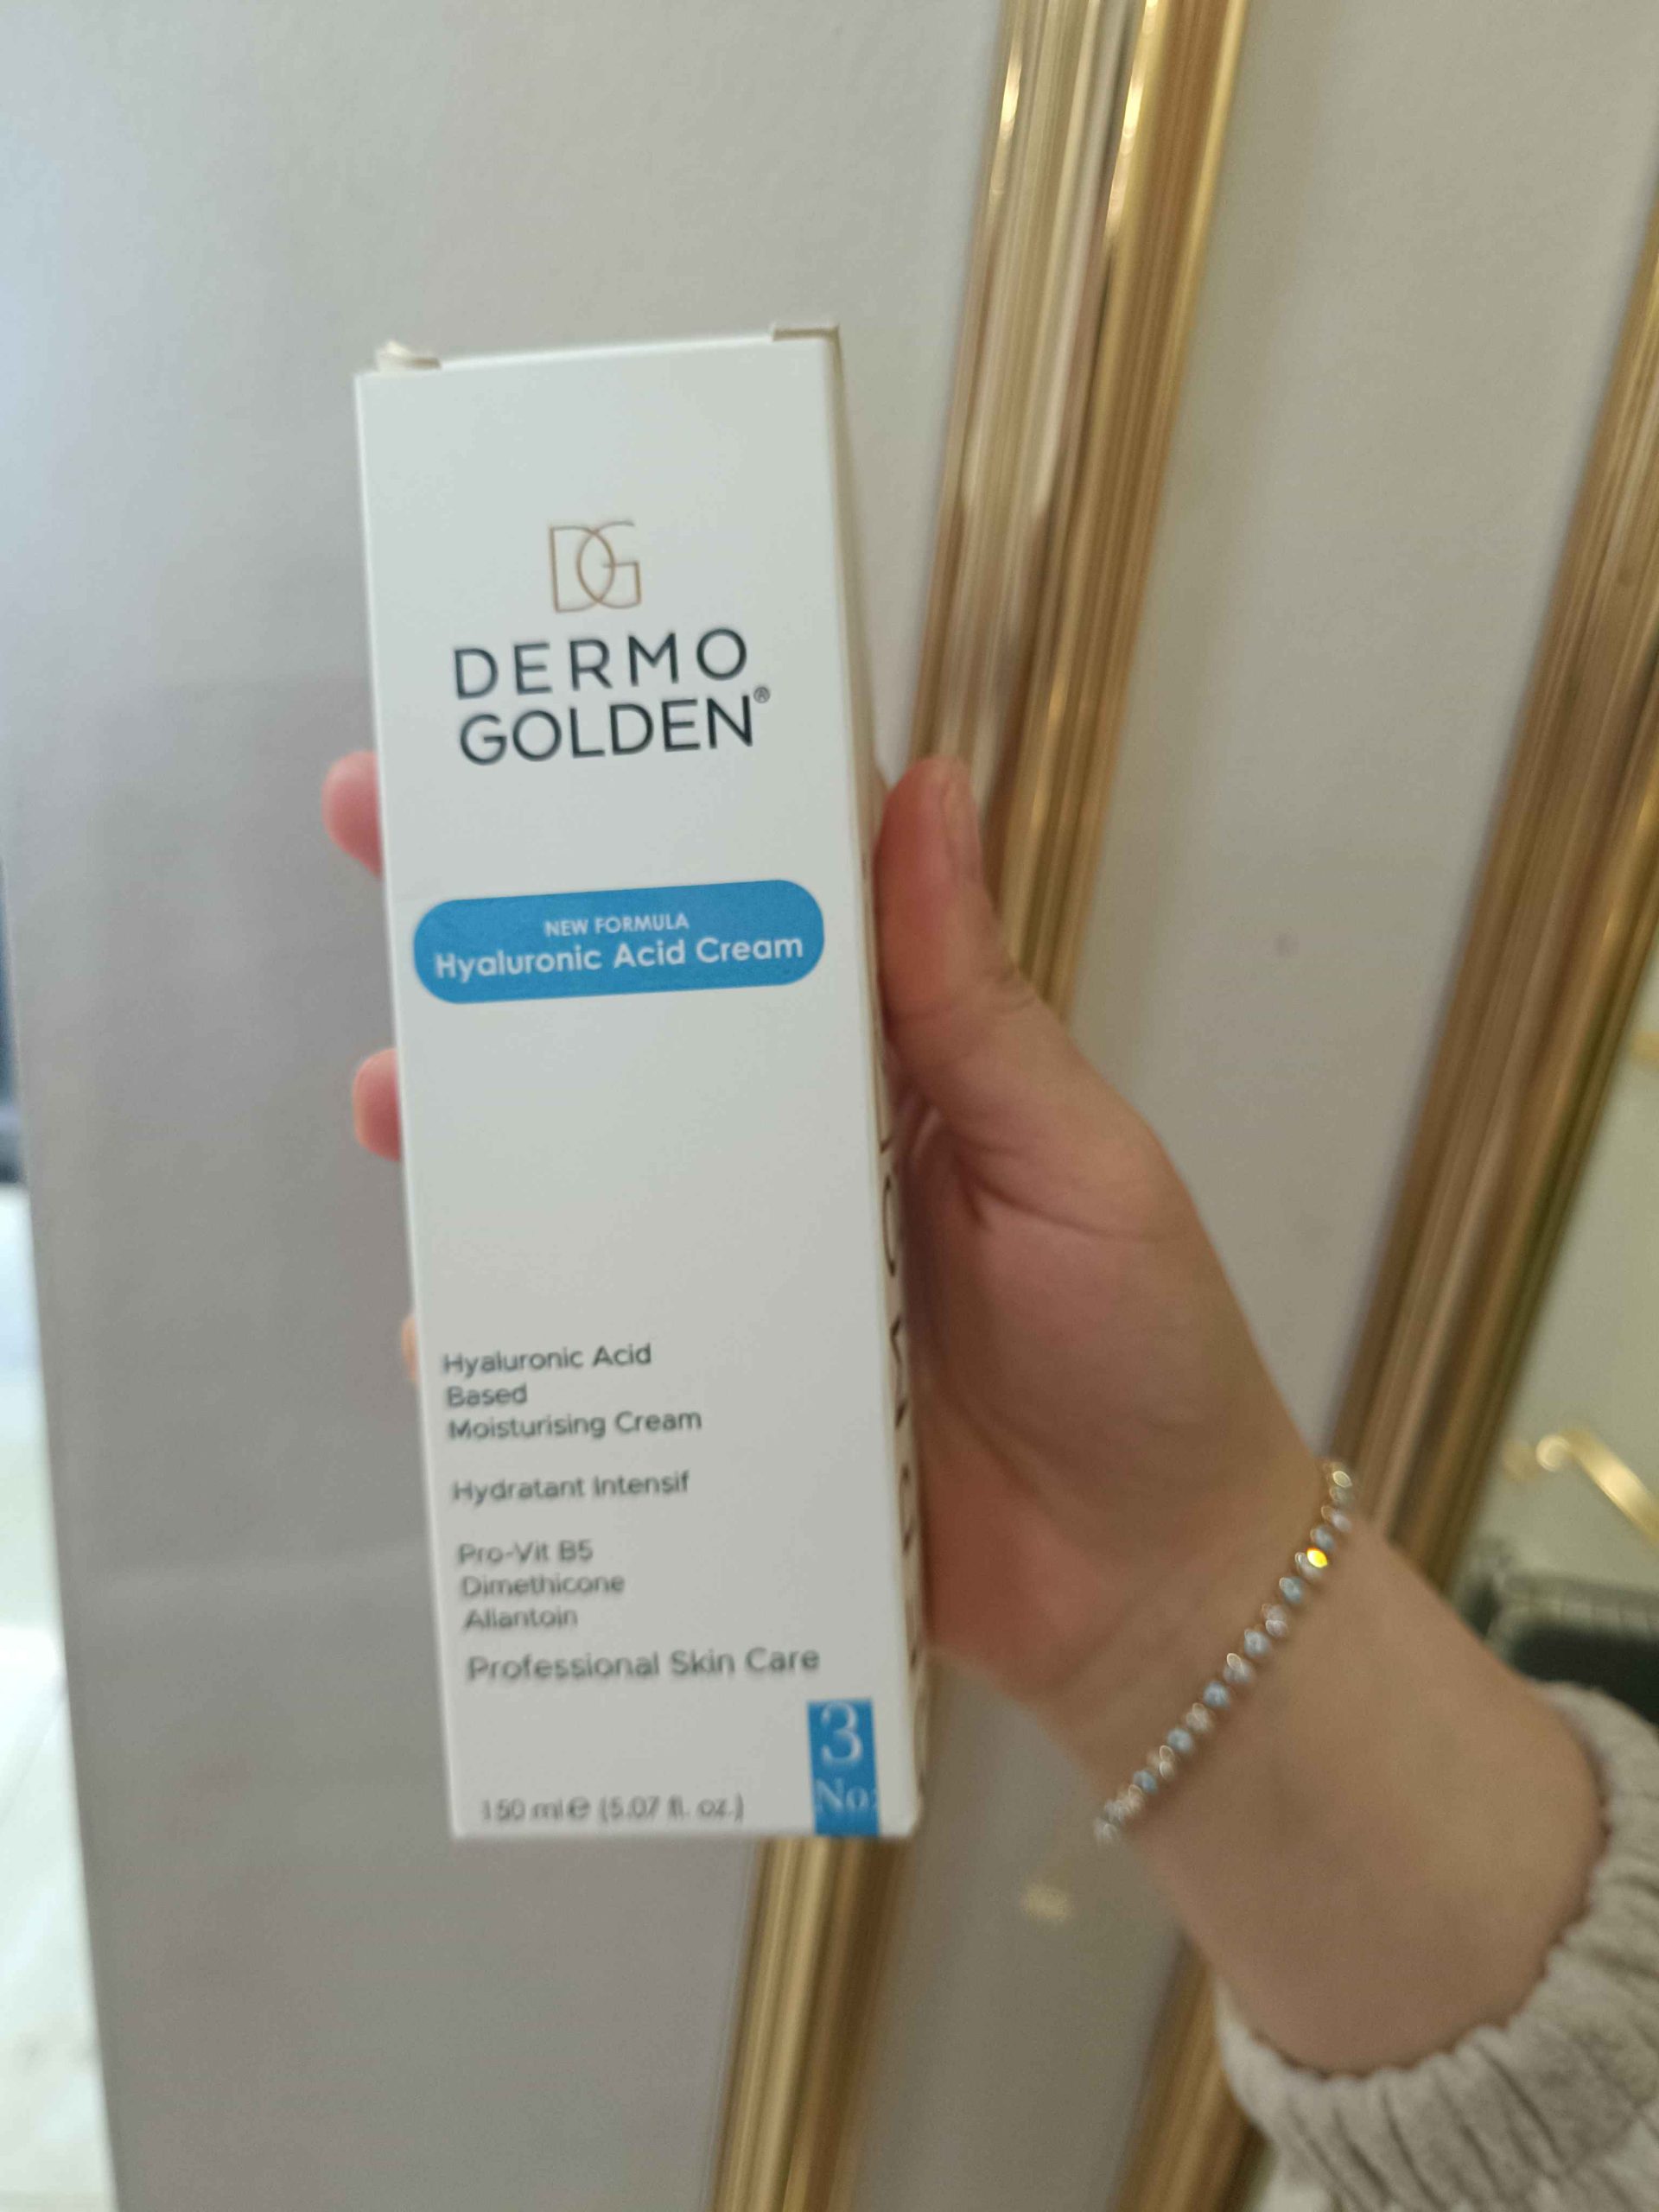 DG
DERMO
GOLDEN®
NEW FORMULA
Hyaluronic Acid Cream
Hyaluronic Acid
Based
Moisturising Cream
Hydratant Intensif
Pro-Vit B5
Dimethicone
Allantoin
Professional Skin Care
3
No:
150 ml e (5.07 fl. oz.)